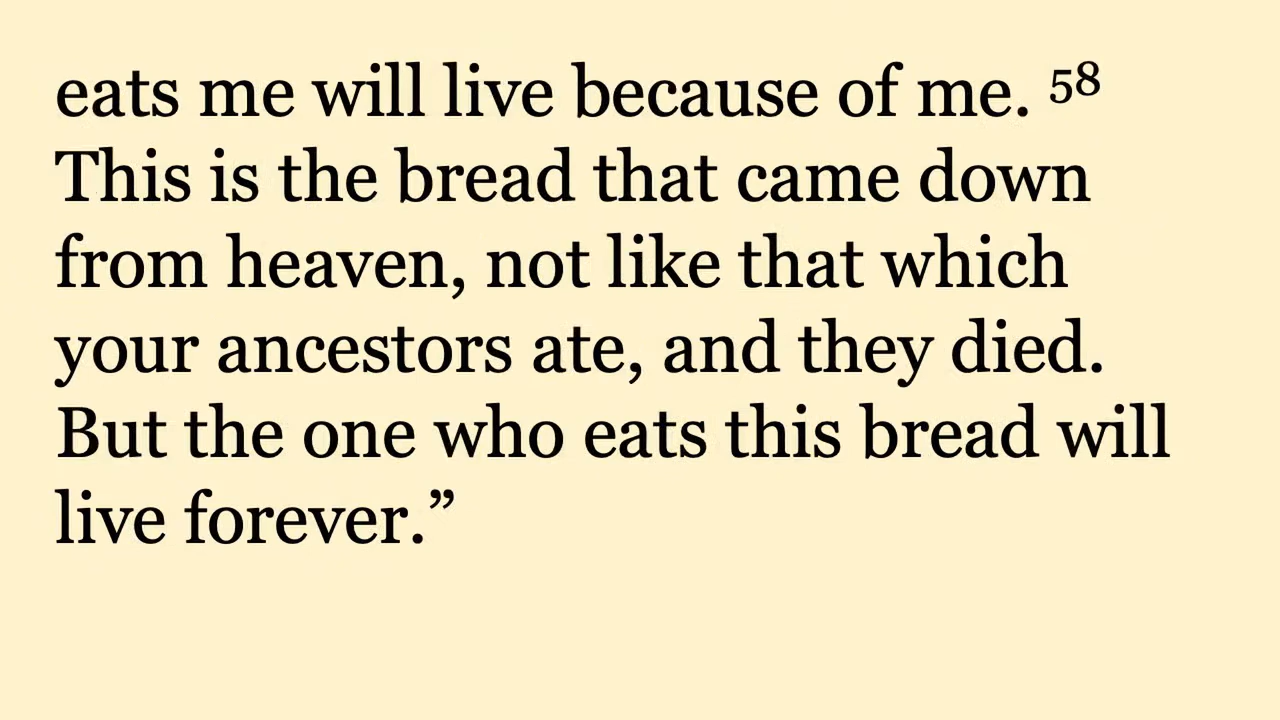 eats me will live because of me. ⁵⁸
This is the bread that came down
from heaven, not like that which
your ancestors ate, and they died.
But the one who eats this bread will
live forever.”